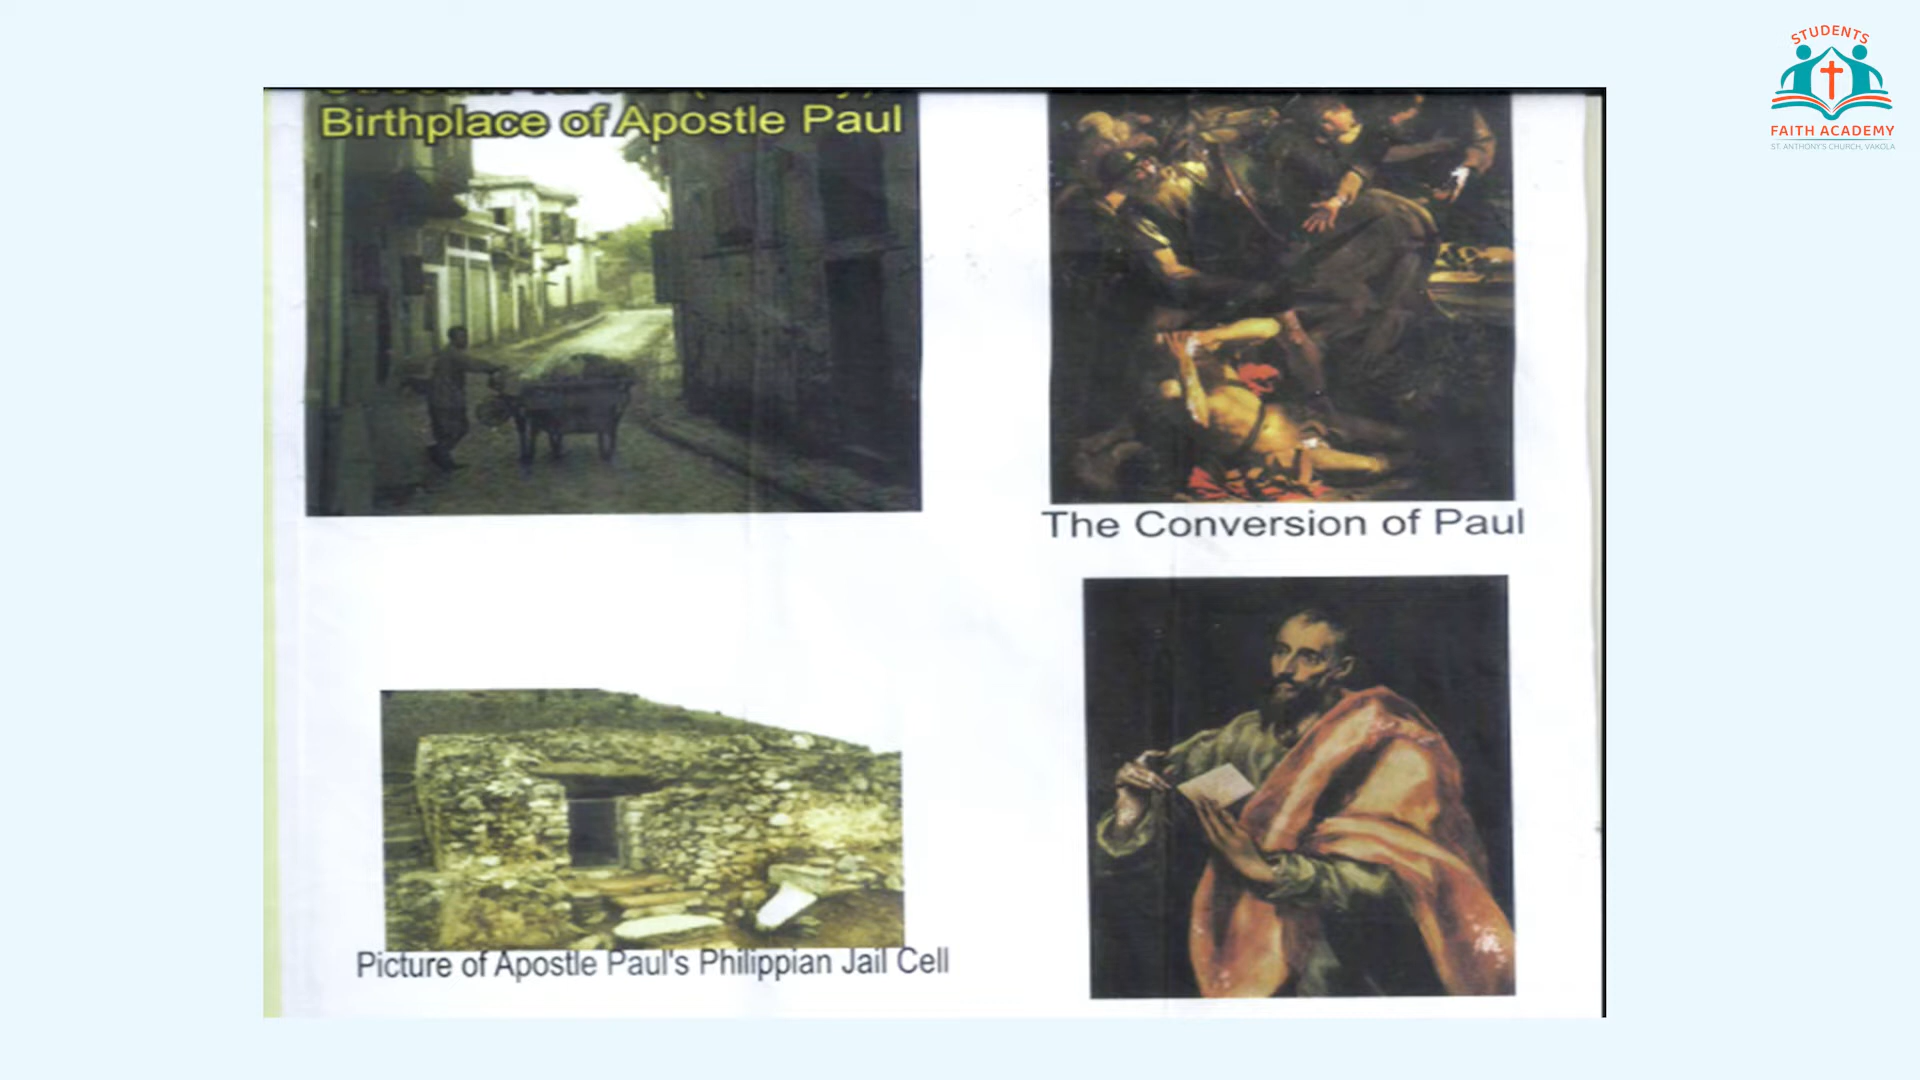 Birthplace of Apostle Paul
The Conversion of Paul
Picture of Apostle Paul's Philippian Jail Cell
STUDENTS
FAITH ACADEMY
ST. ANTHONY'S CHURCH, VAKOLA